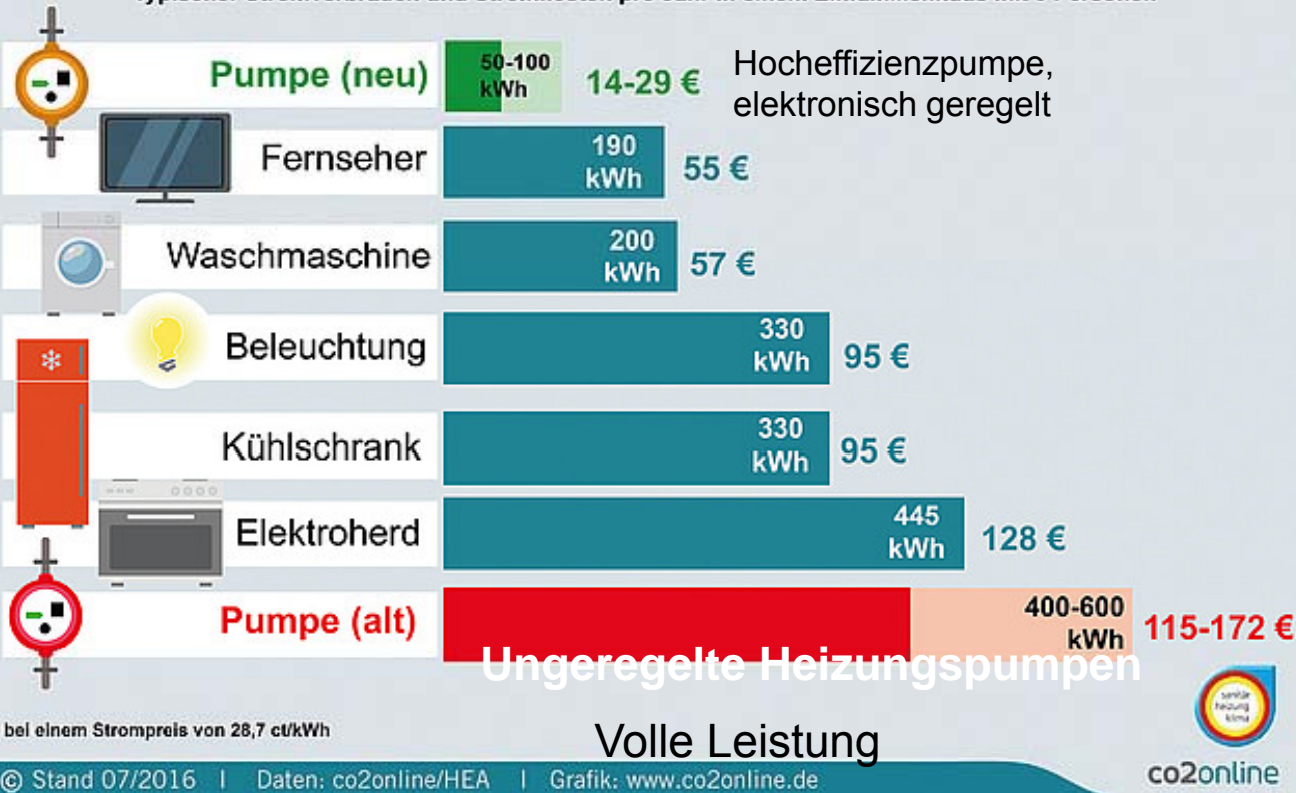 Pumpe (neu)
50-100
kWh
14-29 €
Hocheffizienzpumpe,
elektronisch geregelt
Fernseher
190
kWh
55 €
Waschmaschine
200
kWh
57 €
Beleuchtung
330
kWh
95 €
Kühlschrank
330
kWh
95 €
Elektroherd
445
kWh
128 €
Pumpe (alt)
400-600
kWh
115-172 €
Ungeregelte Heizungspumpen
bei einem Strompreis von 28,7 ct/kWh
Volle Leistung
sanitär
heizung
klima
© Stand 07/2016 | Daten: co2online/HEA | Grafik: www.co2online.de
co2online